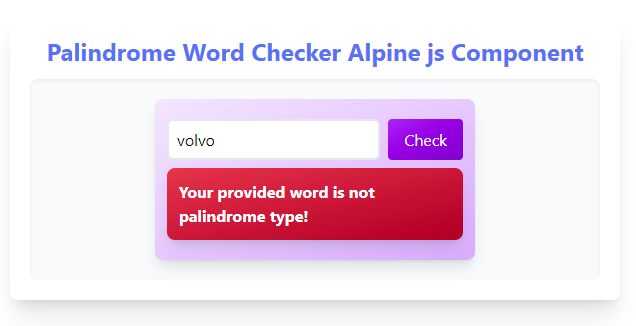 Palindrome Word Checker Alpine js Component
volvo
Check
Your provided word is not
palindrome type!